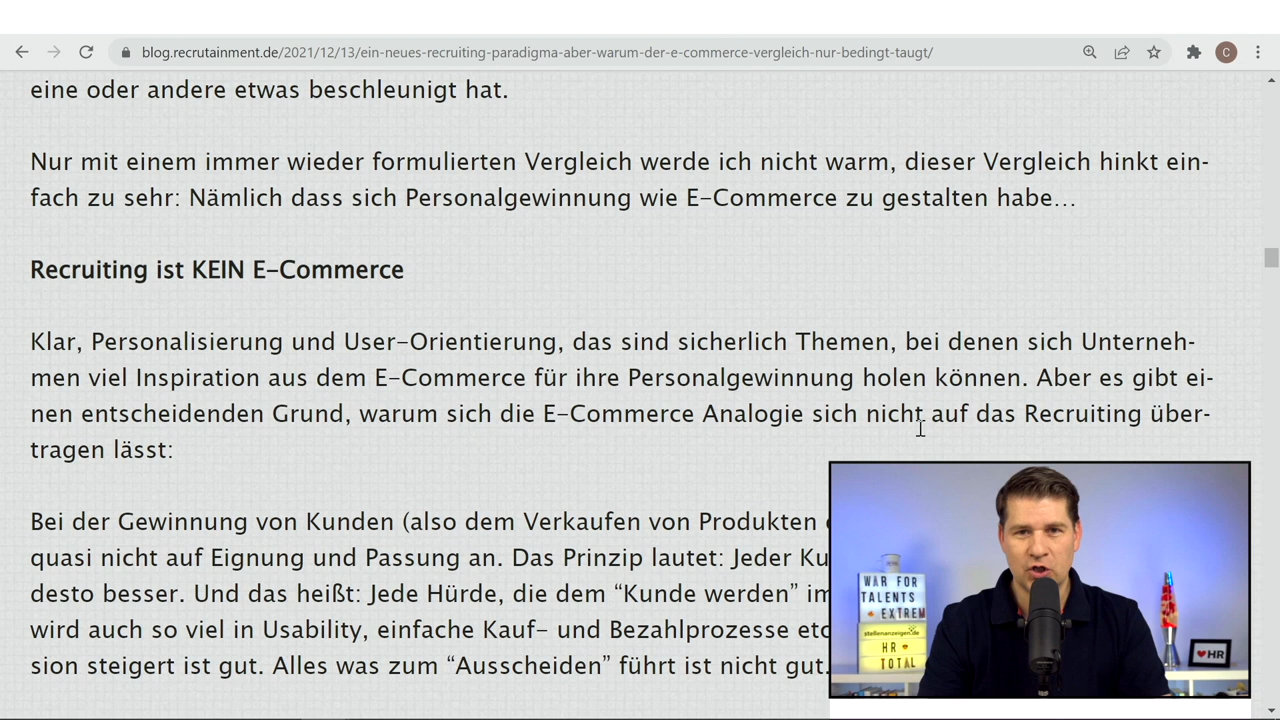 blog.recrutainment.de/2021/12/13/ein-neues-recruiting-paradigma-aber-warum-der-e-commerce-vergleich-nur-bedingt-taugt/
C
eine oder andere etwas beschleunigt hat.
Nur mit einem immer wieder formulierten Vergleich werde ich nicht warm, dieser Vergleich hinkt ein-
fach zu sehr: Nämlich dass sich Personalgewinnung wie E-Commerce zu gestalten habe…
Recruiting ist KEIN E-Commerce
Klar, Personalisierung und User-Orientierung, das sind sicherlich Themen, bei denen sich Unterneh-
men viel Inspiration aus dem E-Commerce für ihre Personalgewinnung holen können. Aber es gibt ei-
nen entscheidenden Grund, warum sich die E-Commerce Analogie sich nicht auf das Recruiting über-
tragen lässt:
Bei der Gewinnung von Kunden (also dem Verkaufen von Produkten
quasi nicht auf Eignung und Passung an. Das Prinzip lautet: Jeder
desto besser. Und das heißt: Jede Hürde, die dem “Kunde werden”
wird auch so viel in Usability, einfache Kauf- und Bezahlprozesse
sion steigert ist gut. Alles was zum “Ausscheiden” führt ist nicht gut.
WAR FOR
TALENTS
EXTREM
stellenanzeigen.de
HR
TOTAL
HR